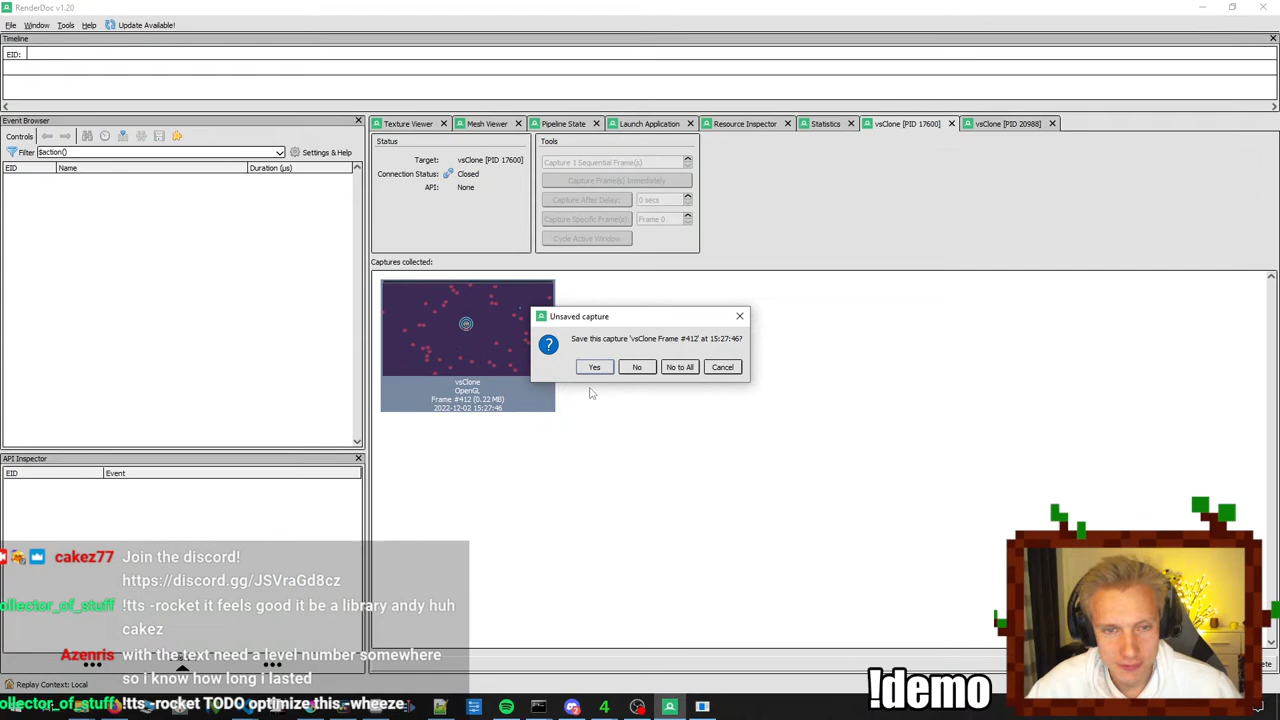 RenderDoc v1.20
File Window Tools Help Update Available!
Timeline
EID:
Event Browser
Controls
Filter $action() Settings & Help
EID Name Duration (µs)
API Inspector
EID Event
Texture Viewer Mesh Viewer Pipeline State Launch Application Resource Inspector Statistics vsClone [PID 17600] vsClone [PID 20988]
Status
Target: vsClone [PID 17600]
Connection Status: Closed
API: None
Tools
Capture 1 Sequential Frame(s)
Capture Frame(s) Immediately
Capture After Delay: 0 secs
Capture Specific Frame(s): Frame 0
Cycle Active Window
Captures collected:
vsClone
OpenGL
Frame #412 (0.22 MB)
2022-12-02 15:27:46
Unsaved capture
Save this capture 'vsClone Frame #412' at 15:27:46?
Yes No No to All Cancel
cakez77 Join the discord!
https://discord.gg/JSVraGd8cz
ollector_of_stuff !tts -rocket it feels good it be a library andy huh
cakez
Azenris with the text need a level number somewhere
so i know how long i lasted
ollector_of_stuff !tts -rocket TODO optimize this -wheeze
Replay Context: Local
!demo